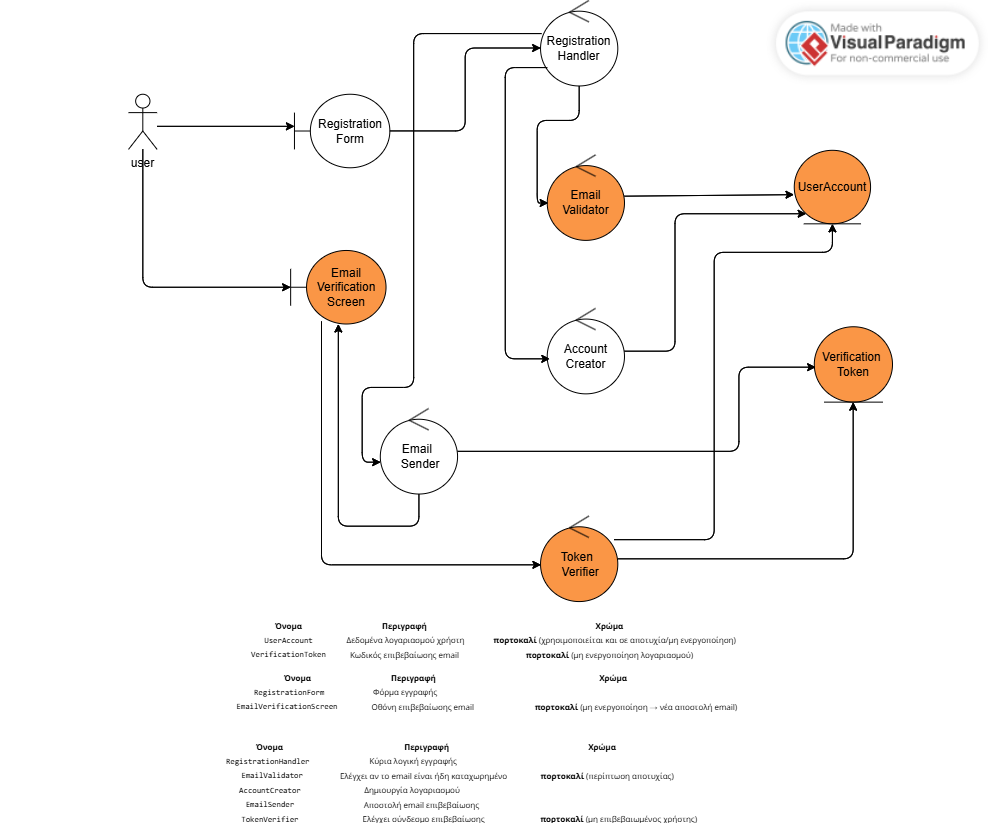 Made with
VisualParadigm
For non-commercial use
Registration
Handler
Registration
Form
user
Email
Validator
UserAccount
Email
Verification
Screen
Account
Creator
Verification
Token
Email
Sender
Token
Verifier
Όνομα Περιγραφή Χρώμα
UserAccount Δεδομένα λογαριασμού χρήστη πορτοκαλί (χρησιμοποιείται και σε αποτυχία/μη ενεργοποίηση)
VerificationToken Κωδικός επιβεβαίωσης email πορτοκαλί (μη ενεργοποίηση λογαριασμού)
Όνομα Περιγραφή Χρώμα
RegistrationForm Φόρμα εγγραφής
EmailVerificationScreen Οθόνη επιβεβαίωσης email πορτοκαλί (μη ενεργοποίηση → νέα αποστολή email)
Όνομα Περιγραφή Χρώμα
RegistrationHandler Κύρια λογική εγγραφής
EmailValidator Ελέγχει αν το email είναι ήδη καταχωρημένο πορτοκαλί (περίπτωση αποτυχίας)
AccountCreator Δημιουργία λογαριασμού
EmailSender Αποστολή email επιβεβαίωσης
TokenVerifier Ελέγχει σύνδεσμο επιβεβαίωσης πορτοκαλί (μη επιβεβαιωμένος χρήστης)